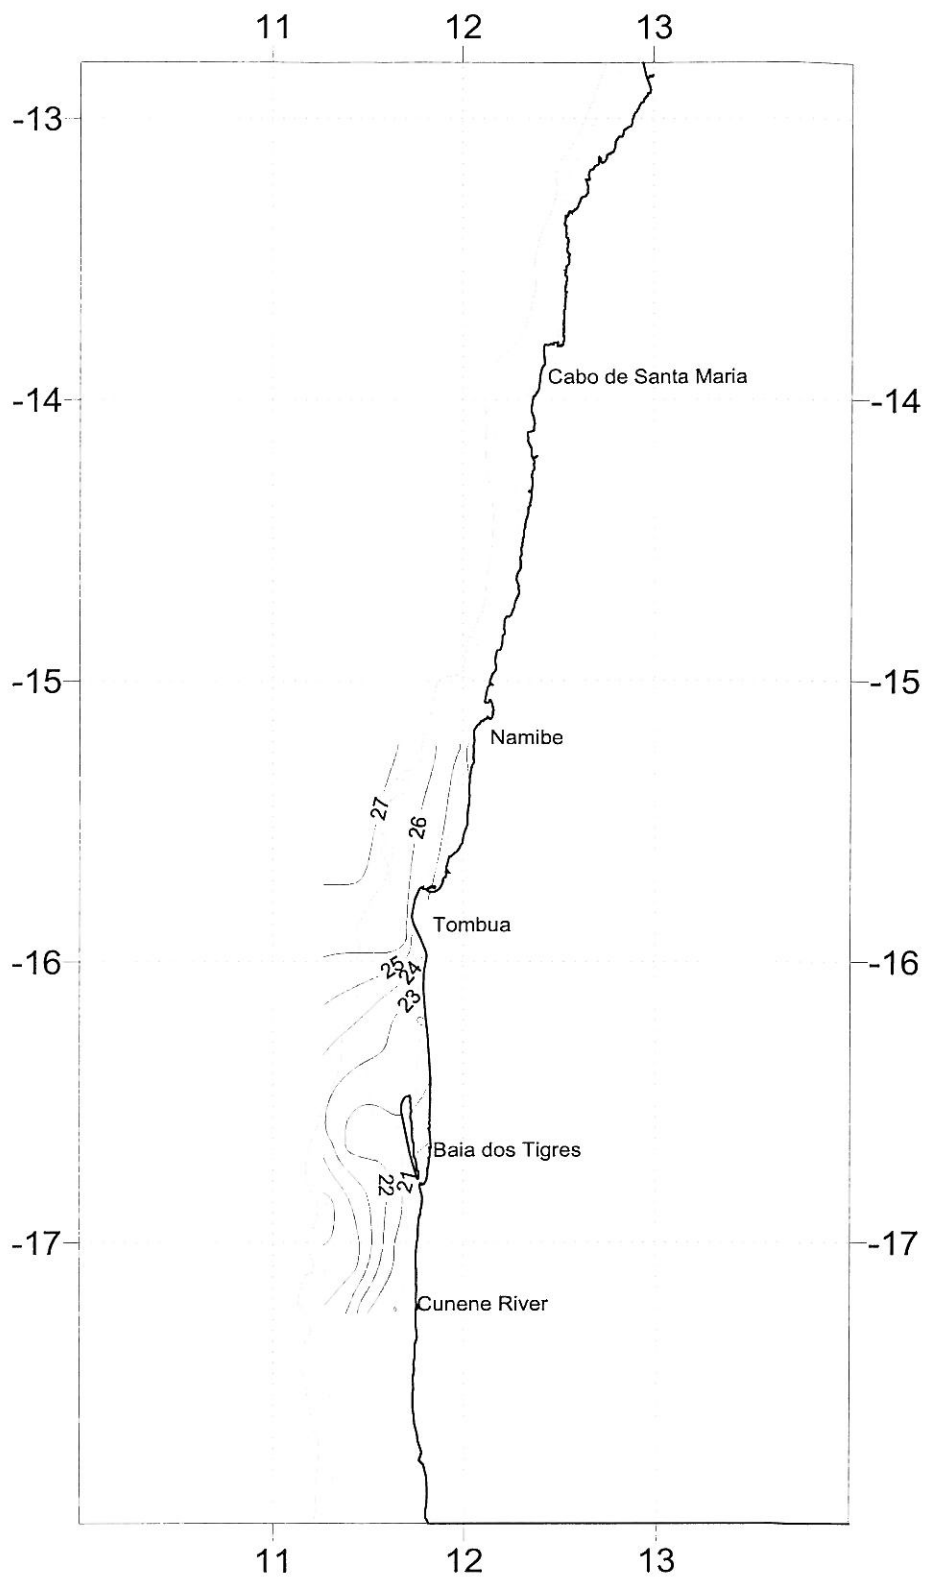 11 12 13
-13
Cabo de Santa Maria
-14 -14
-15 -15
Namibe
27
26
Tombua
-16 -16
25 24
23
Baia dos Tigres
22 21
-17 -17
Cunene River
11 12 13